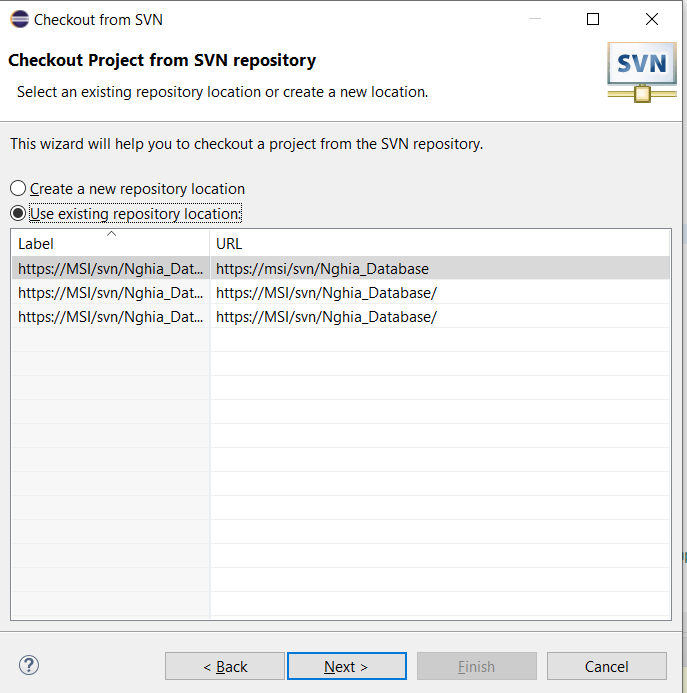 Checkout from SVN
Checkout Project from SVN repository
SVN
Select an existing repository location or create a new location.
This wizard will help you to checkout a project from the SVN repository.
Create a new repository location
Use existing repository location:
Label URL
https://MSI/svn/Nghia_Dat... https://msi/svn/Nghia_Database
https://MSI/svn/Nghia_Dat... https://MSI/svn/Nghia_Database/
https://MSI/svn/Nghia_Dat... https://MSI/svn/Nghia_Database/
? < Back Next > Finish Cancel